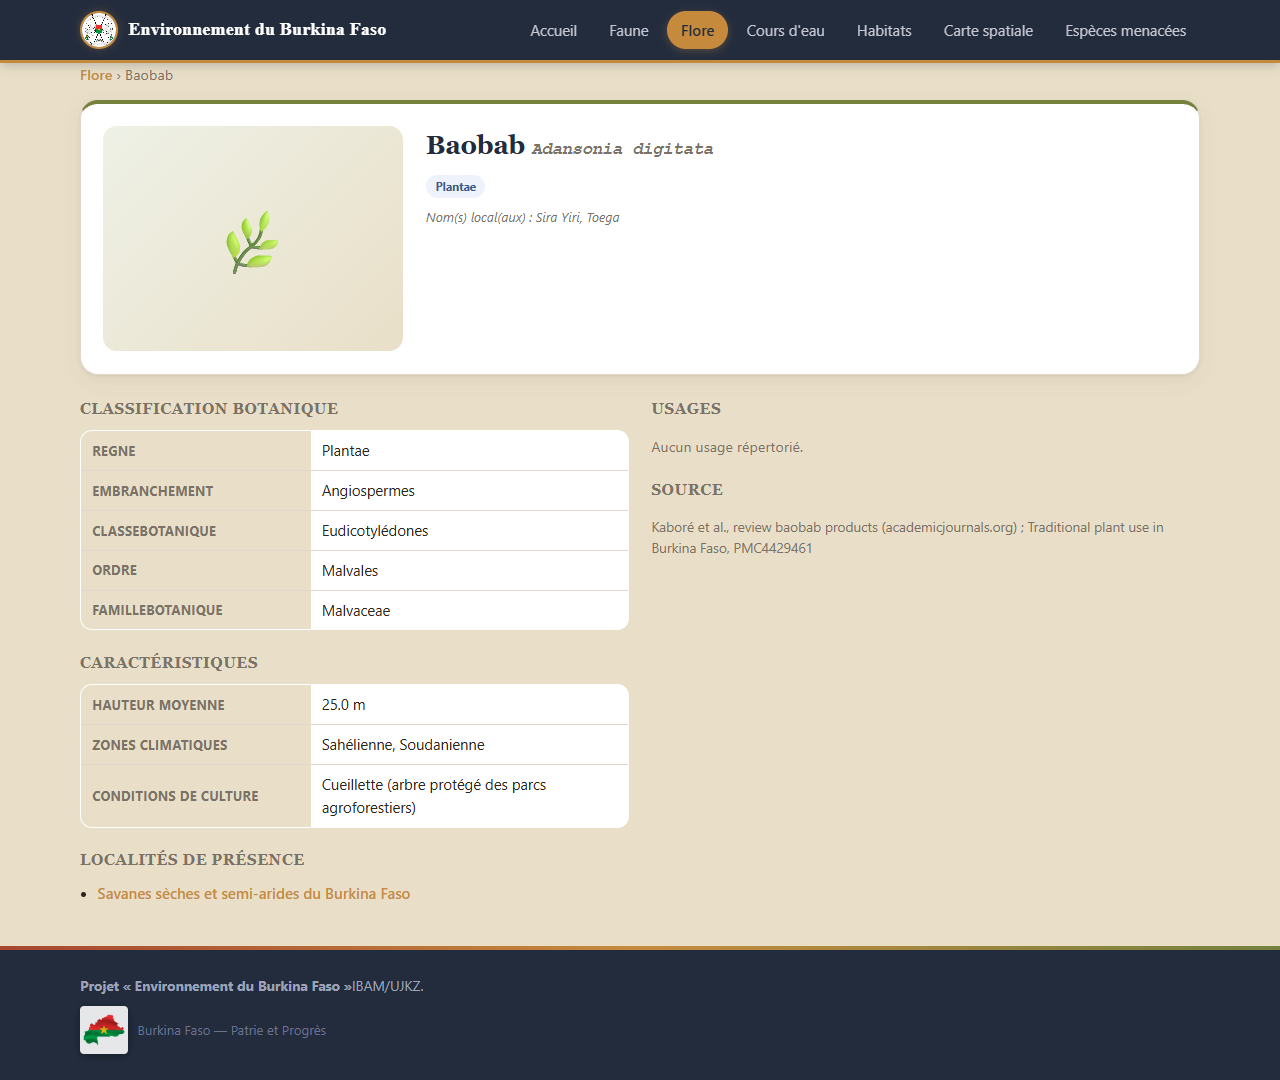 Environnement du Burkina Faso
Accueil
Faune
Flore
Cours d'eau
Habitats
Carte spatiale
Espèces menacées
Flore › Baobab
Baobab Adansonia digitata
Plantae
Nom(s) local(aux) : Sira Yiri, Toega
CLASSIFICATION BOTANIQUE
REGNE Plantae
EMBRANCHEMENT Angiospermes
CLASSEBOTANIQUE Eudicotylédones
ORDRE Malvales
FAMILLEBOTANIQUE Malvaceae
CARACTÉRISTIQUES
HAUTEUR MOYENNE 25.0 m
ZONES CLIMATIQUES Sahélienne, Soudanienne
CONDITIONS DE CULTURE Cueillette (arbre protégé des parcs
agroforestiers)
LOCALITÉS DE PRÉSENCE
• Savanes sèches et semi-arides du Burkina Faso
USAGES
Aucun usage répertorié.
SOURCE
Kaboré et al., review baobab products (academicjournals.org) ; Traditional plant use in
Burkina Faso, PMC4429461
Projet « Environnement du Burkina Faso »IBAM/UJKZ.
Burkina Faso — Patrie et Progrès